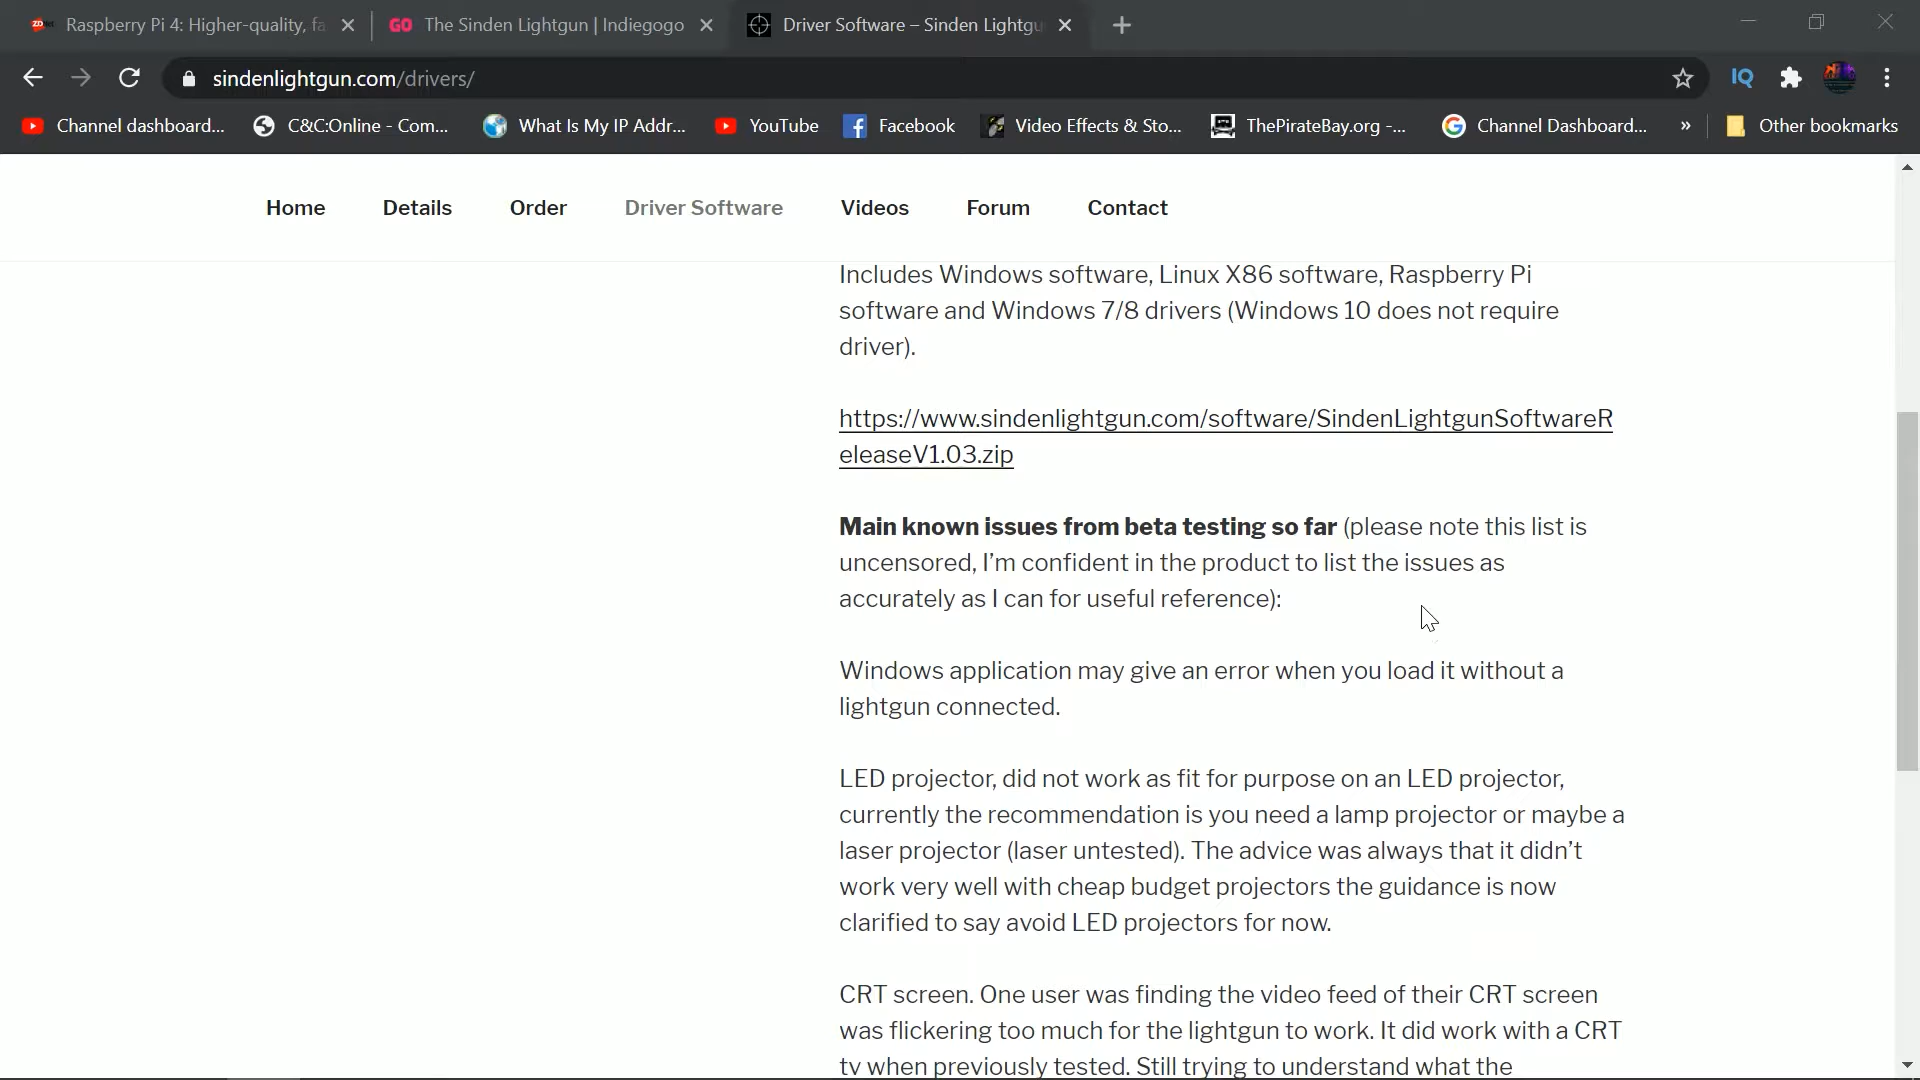 Raspberry Pi 4: Higher-quality, fa
GO The Sinden Lightgun | Indiegogo
Driver Software – Sinden Lightgu
sindenlightgun.com/drivers/
IQ
Channel dashboard...
C&C:Online - Com...
What Is My IP Addr...
YouTube
Facebook
Video Effects & Sto...
ThePirateBay.org -...
Channel Dashboard...
»
Other bookmarks
Home Details Order Driver Software Videos Forum Contact
Includes Windows software, Linux X86 software, Raspberry Pi
software and Windows 7/8 drivers (Windows 10 does not require
driver).
https://www.sindenlightgun.com/software/SindenLightgunSoftwareR
eleaseV1.03.zip
Main known issues from beta testing so far (please note this list is
uncensored, I’m confident in the product to list the issues as
accurately as I can for useful reference):
Windows application may give an error when you load it without a
lightgun connected.
LED projector, did not work as fit for purpose on an LED projector,
currently the recommendation is you need a lamp projector or maybe a
laser projector (laser untested). The advice was always that it didn’t
work very well with cheap budget projectors the guidance is now
clarified to say avoid LED projectors for now.
CRT screen. One user was finding the video feed of their CRT screen
was flickering too much for the lightgun to work. It did work with a CRT
tv when previously tested. Still trying to understand what the